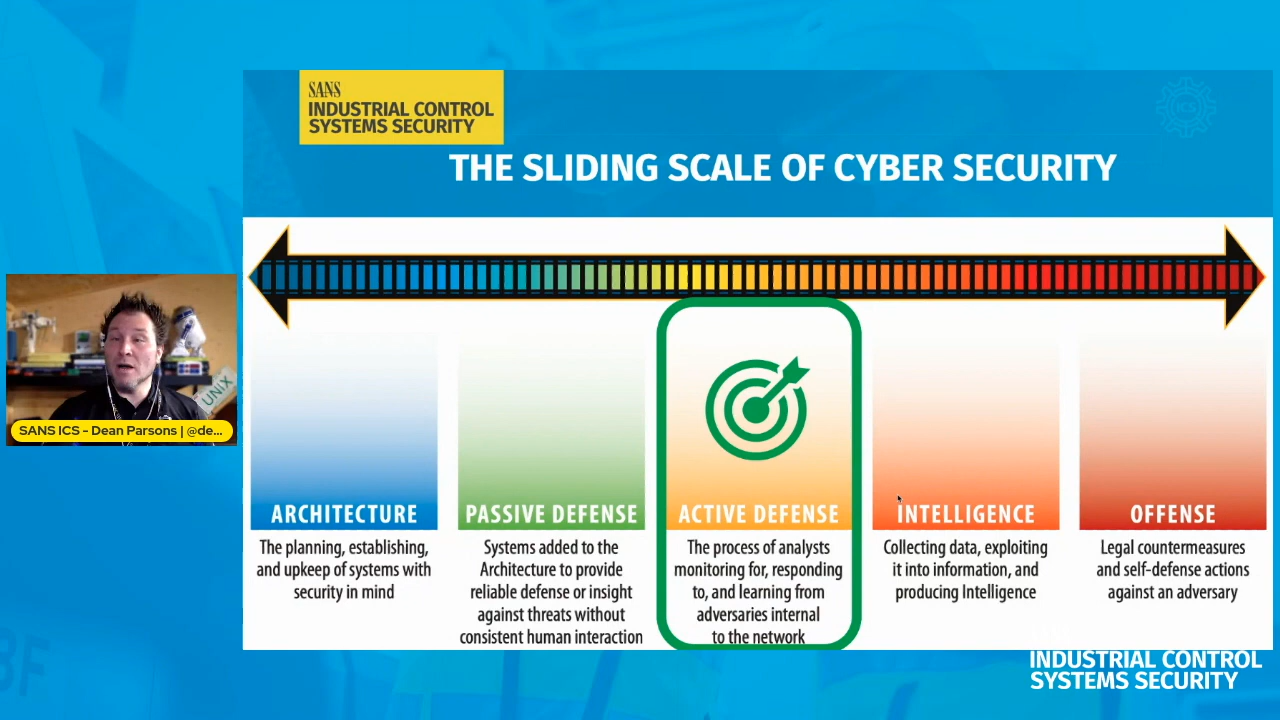 SANS
INDUSTRIAL CONTROL
SYSTEMS SECURITY
ICS
THE SLIDING SCALE OF CYBER SECURITY
UNIX
SANS ICS - Dean Parsons | @de...
ARCHITECTURE
The planning, establishing,
and upkeep of systems with
security in mind
PASSIVE DEFENSE
Systems added to the
Architecture to provide
reliable defense or insight
against threats without
consistent human interaction
ACTIVE DEFENSE
The process of analysts
monitoring for, responding
to, and learning from
adversaries internal
to the network
INTELLIGENCE
Collecting data, exploiting
it into information, and
producing Intelligence
OFFENSE
Legal countermeasures
and self-defense actions
against an adversary
INDUSTRIAL CONTROL
SYSTEMS SECURITY